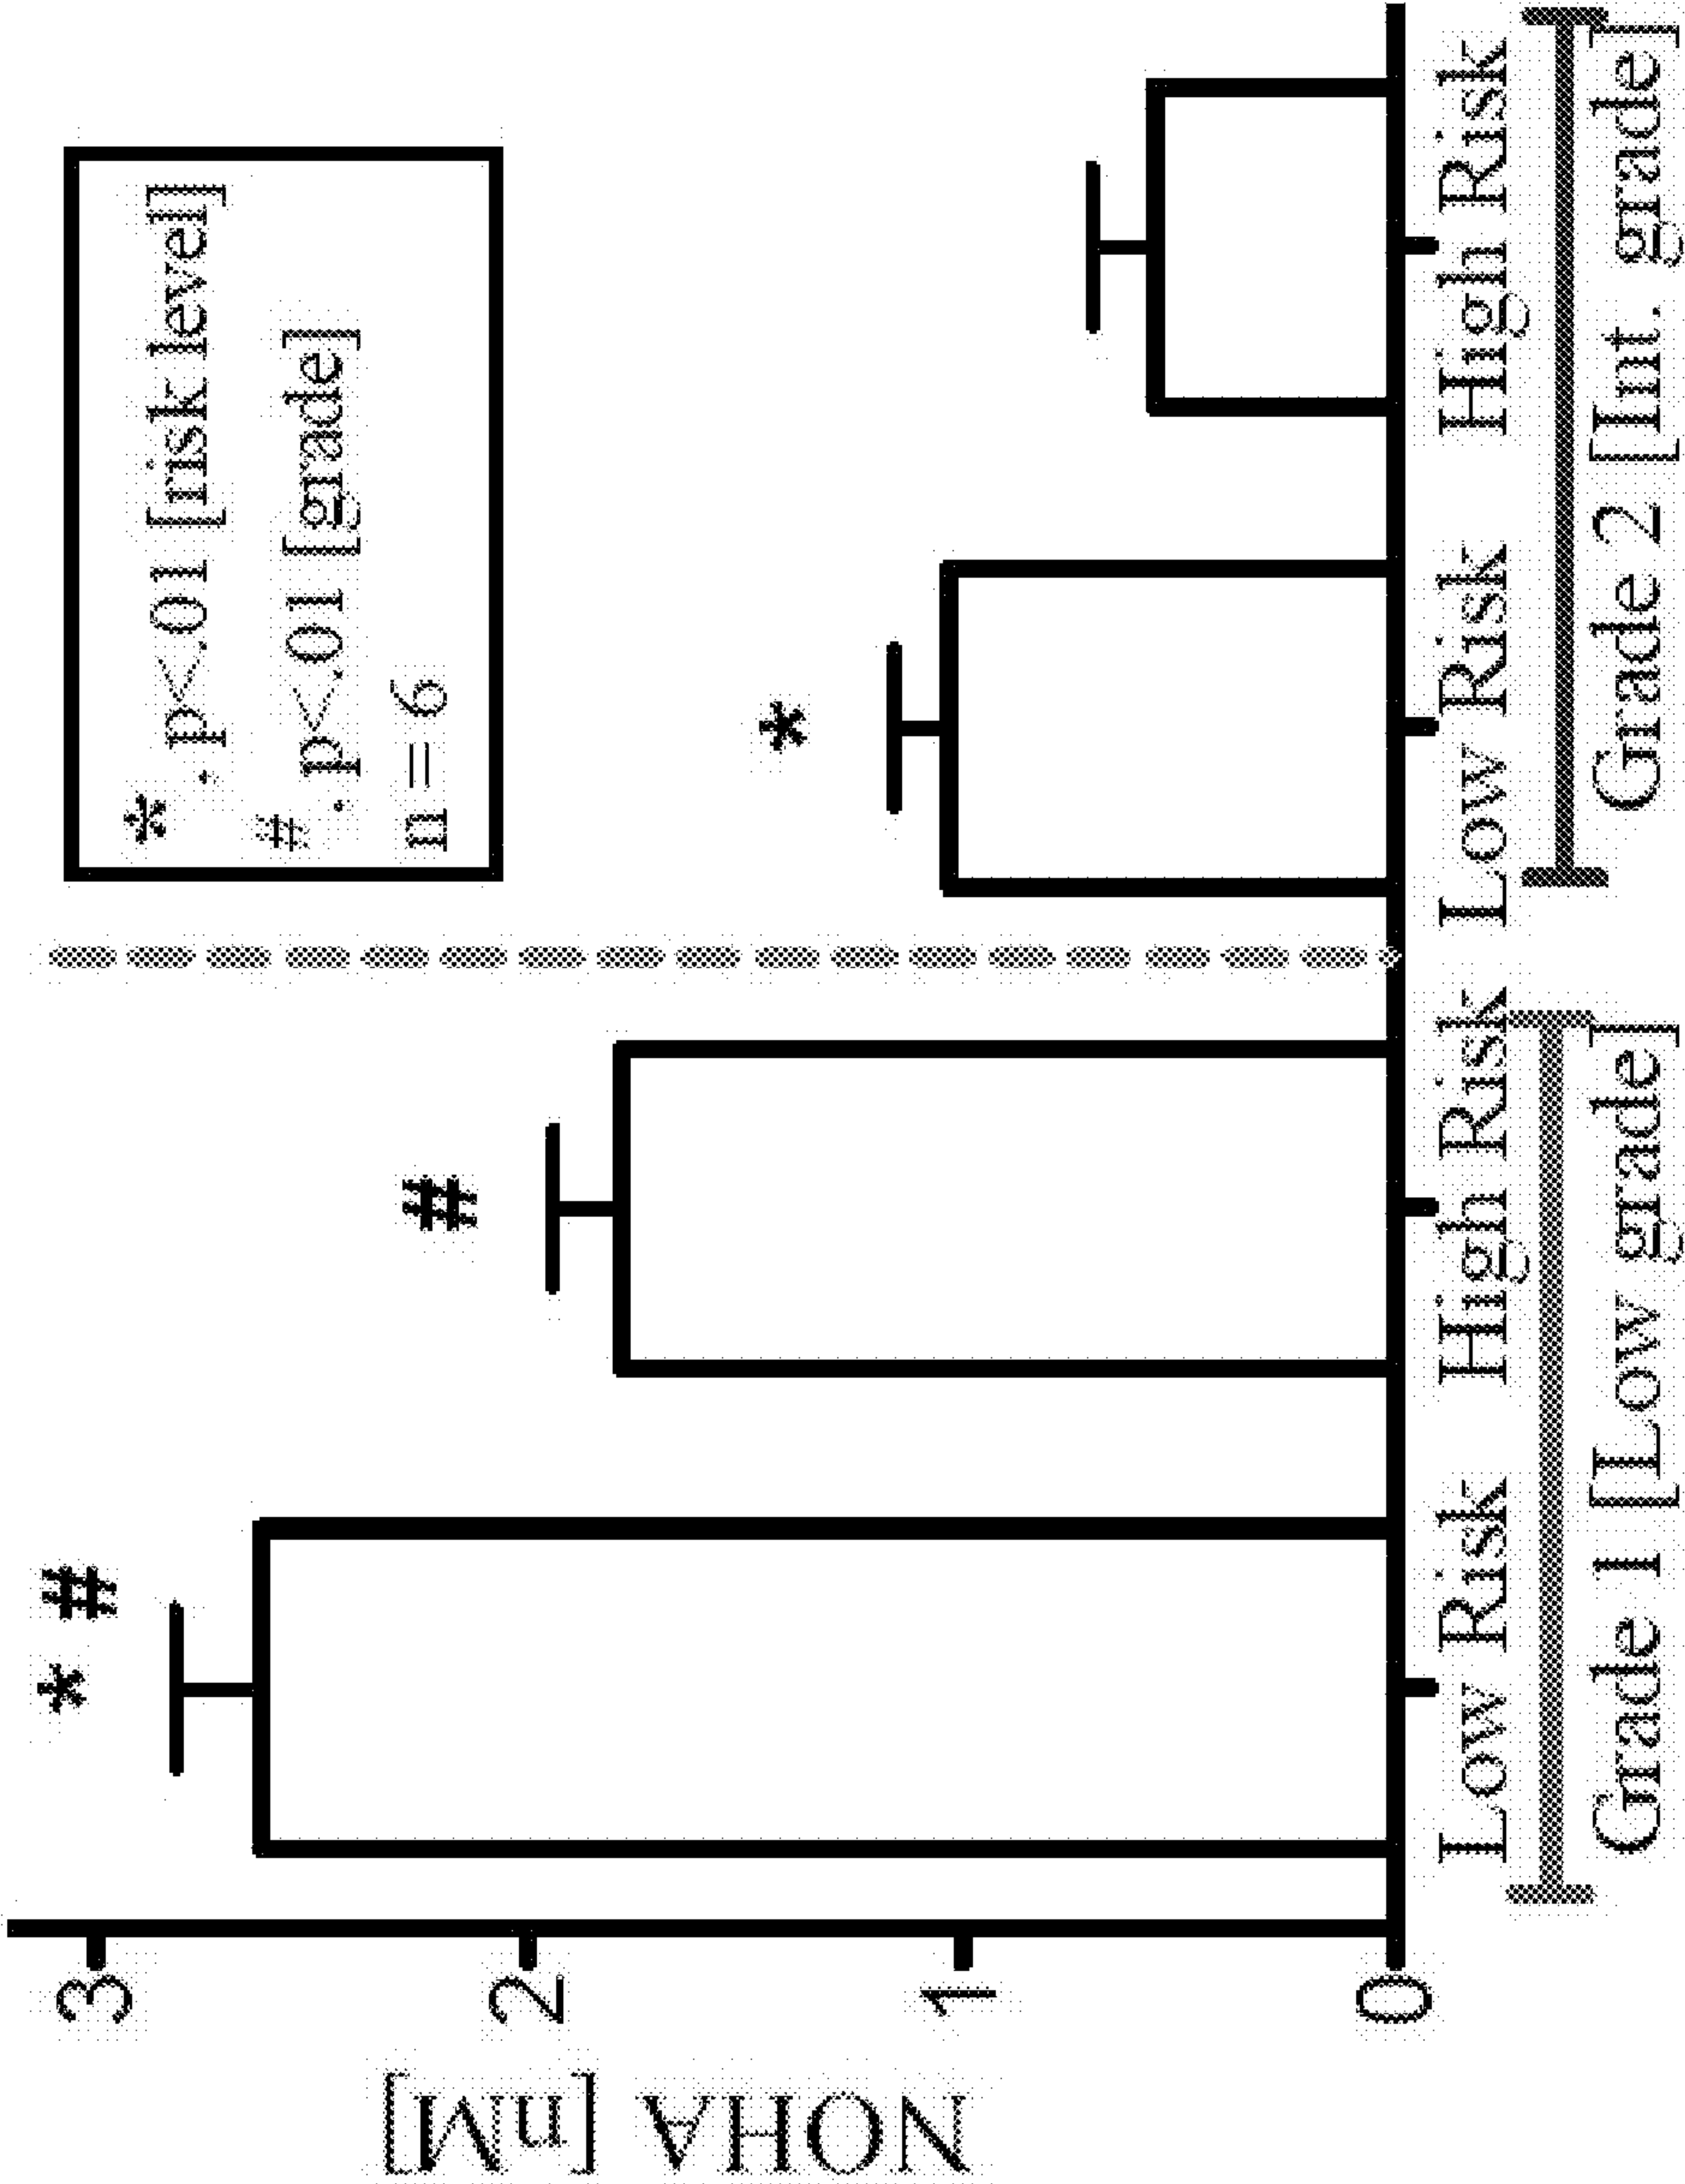 * #
#
*
* . p<.01 [risk level]
# . p<.01 [grade]
n = 6
NOHA [nM]
3
2
1
0
Low Risk High Risk Low Risk High Risk
Grade 1 [Low grade] Grade 2 [Int. grade]